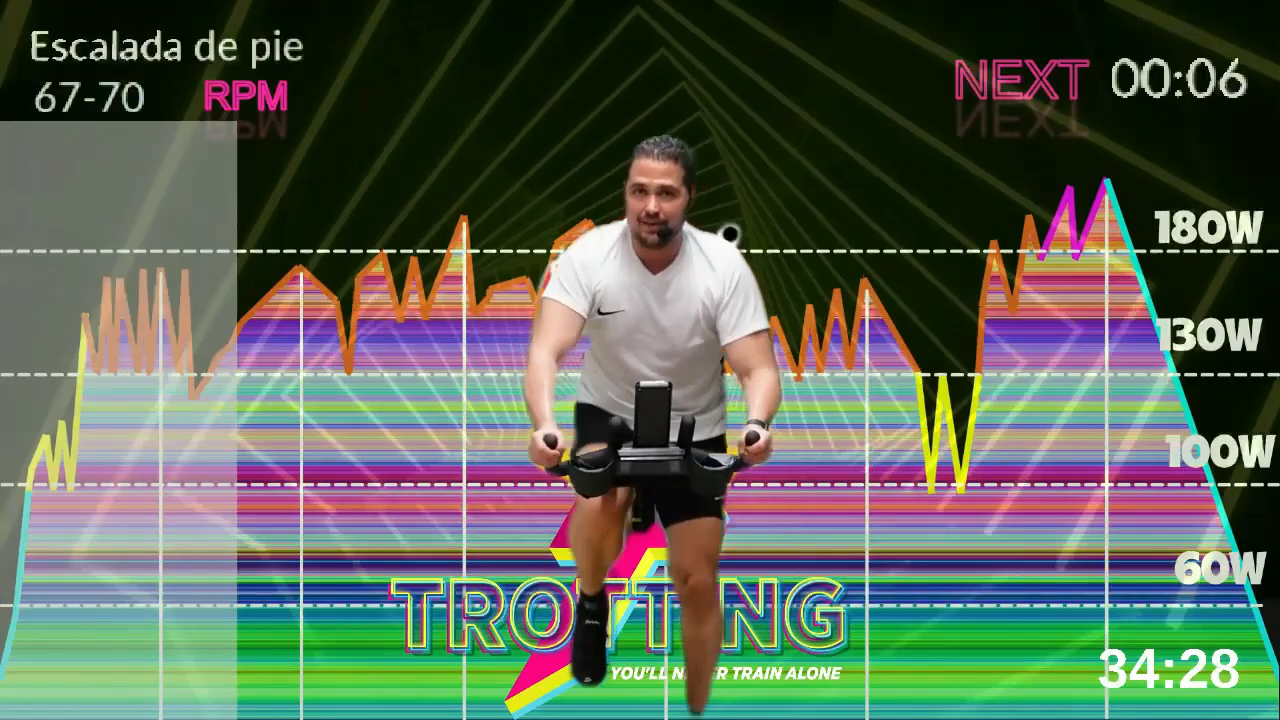 Escalada de pie
67-70 RPM
NEXT 00:06
180W
130W
100W
60W
TROTTING
YOU'LL NEVER TRAIN ALONE
34:28